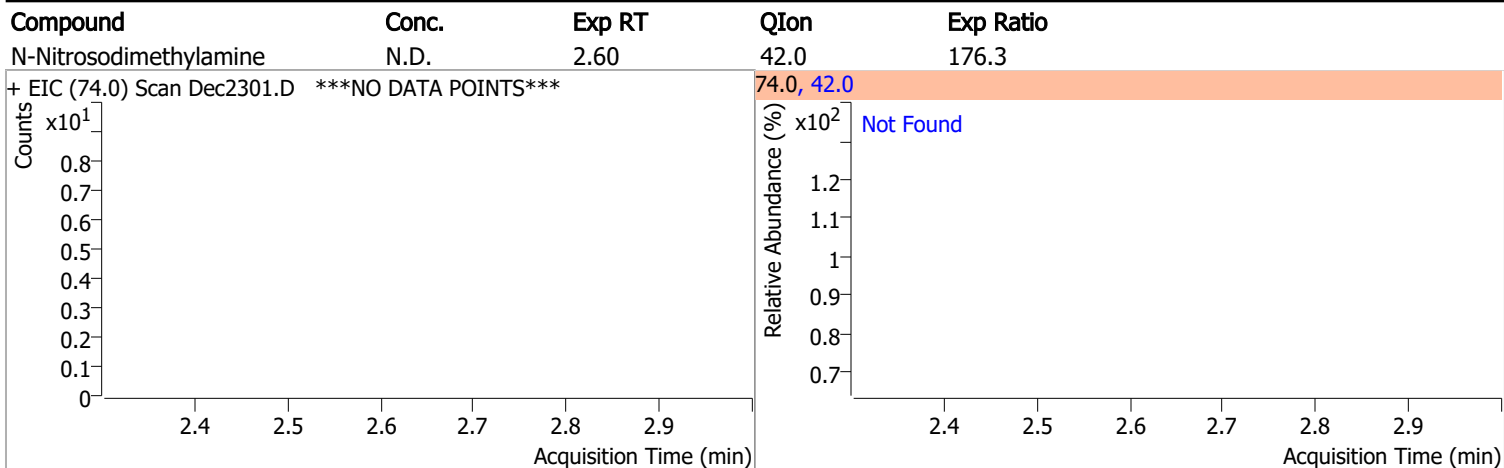 Compound Conc. Exp RT QIon Exp Ratio
N-Nitrosodimethylamine N.D. 2.60 42.0 176.3
+ EIC (74.0) Scan Dec2301.D ***NO DATA POINTS***
Counts
x10¹
0.8
0.7
0.6
0.5
0.4
0.3
0.2
0.1
0
2.4 2.5 2.6 2.7 2.8 2.9
Acquisition Time (min)
74.0, 42.0
Relative Abundance (%)
x10²
Not Found
1.2
1.1
1
0.9
0.8
0.7
2.4 2.5 2.6 2.7 2.8 2.9
Acquisition Time (min)